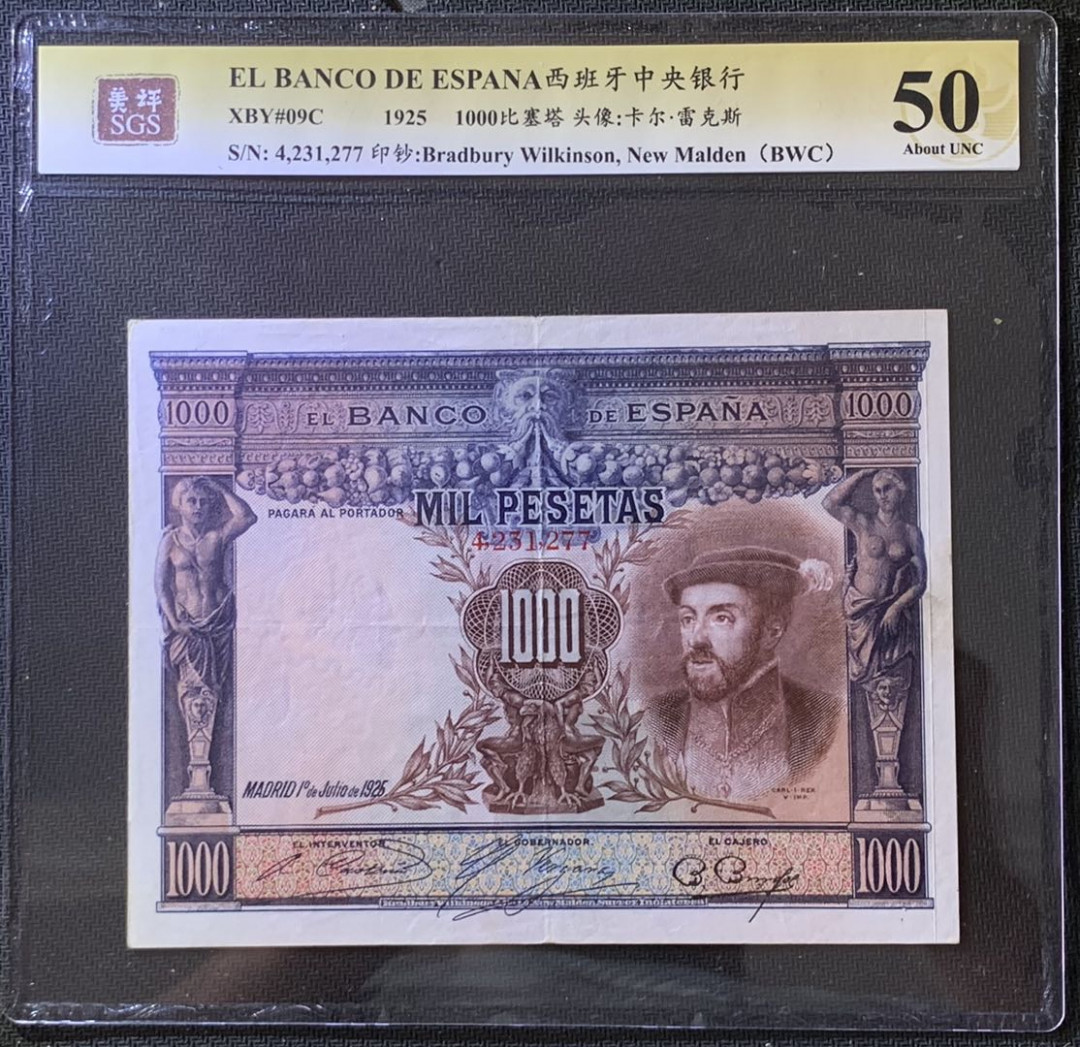 美评
SGS
EL BANCO DE ESPANA西班牙中央银行
XBY#09C 1925 1000比塞塔 头像:卡尔·雷克斯
S/N: 4,231,277 印钞:Bradbury Wilkinson, New Malden（BWC）
50
About UNC
1000 EL BANCO DE ESPAÑA 1000
PAGARÁ AL PORTADOR MIL PESETAS
4,231,277
1000
MADRID 1º de Julio de 1925
CARL·I·REX
V·IMP.
EL INTERVENTOR, EL GOBERNADOR, EL CAJERO,
1000 1000